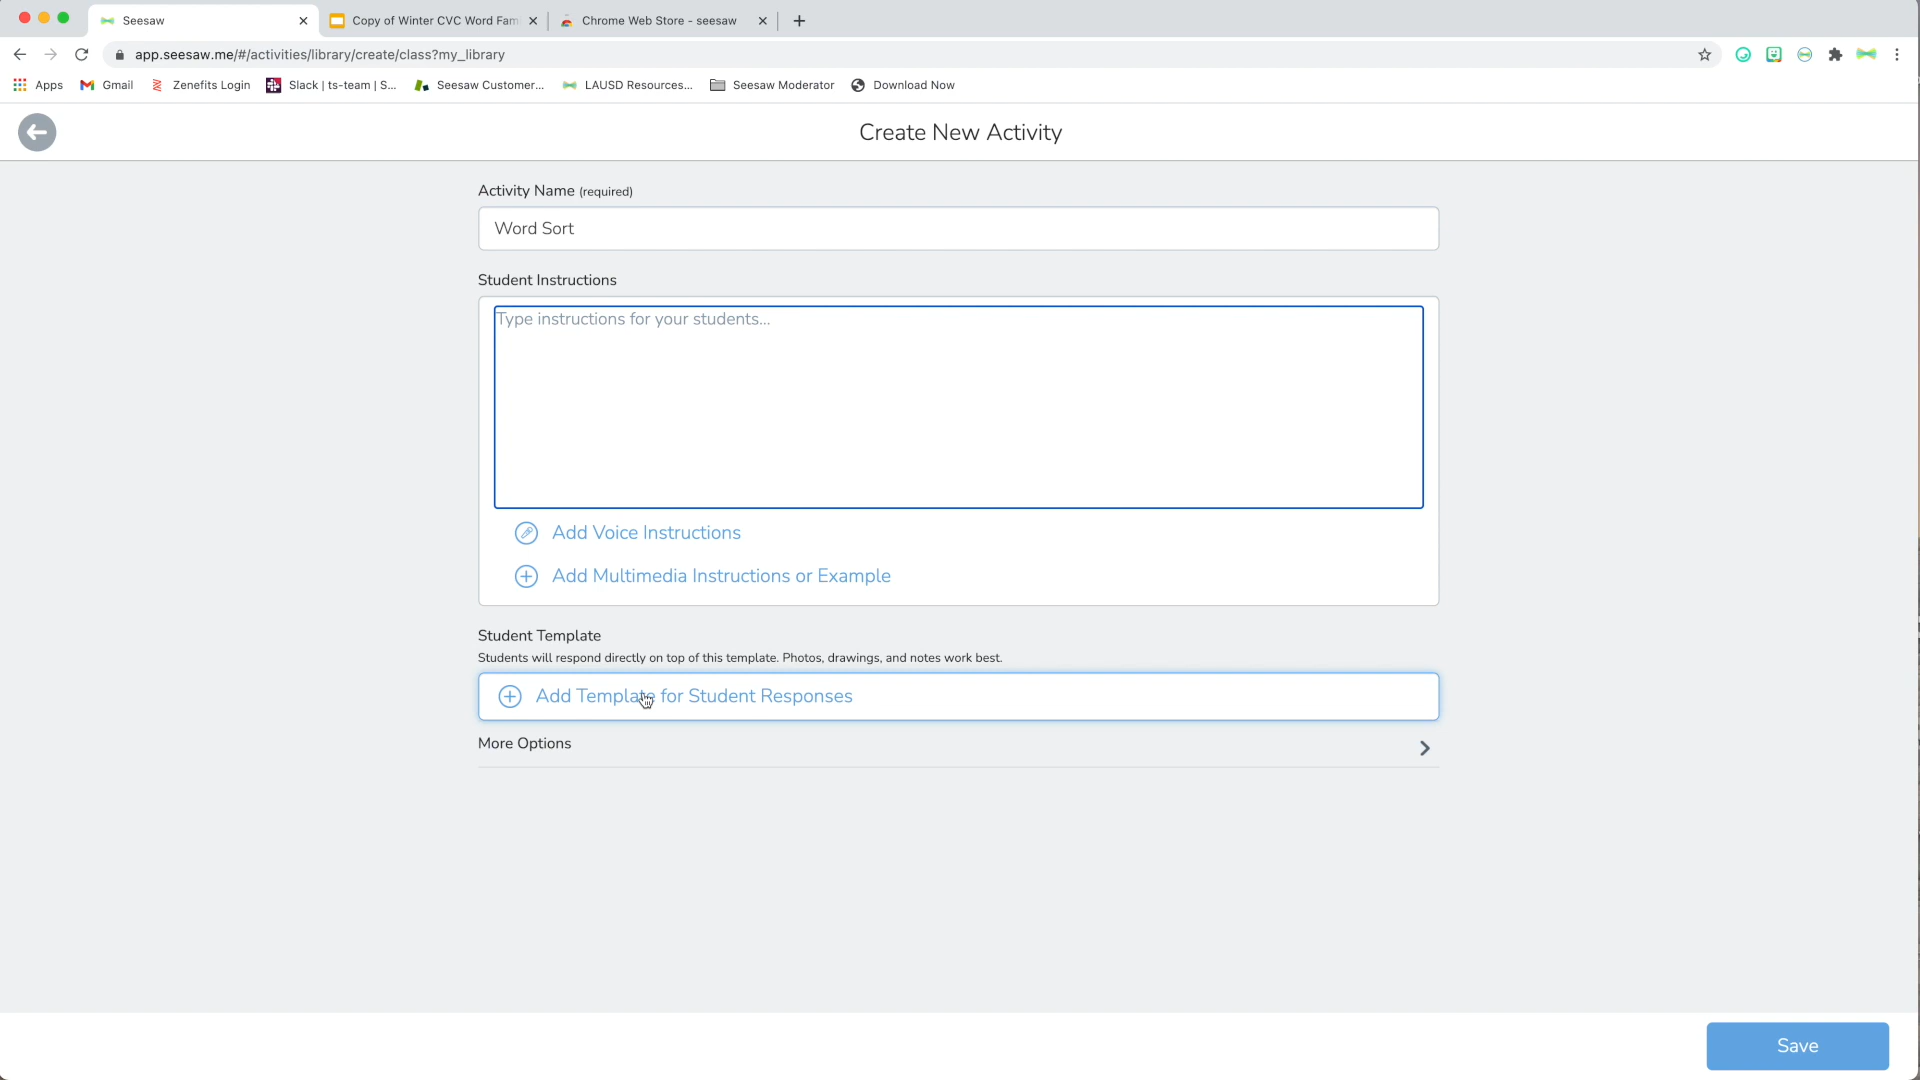 Seesaw
Copy of Winter CVC Word Fam
Chrome Web Store - seesaw
app.seesaw.me/#/activities/library/create/class?my_library
Apps
Gmail
Zenefits Login
Slack | ts-team | S...
Seesaw Customer...
LAUSD Resources...
Seesaw Moderator
Download Now
Create New Activity
Activity Name (required)
Word Sort
Student Instructions
Type instructions for your students...
Add Voice Instructions
Add Multimedia Instructions or Example
Student Template
Students will respond directly on top of this template. Photos, drawings, and notes work best.
Add Template for Student Responses
More Options
Save